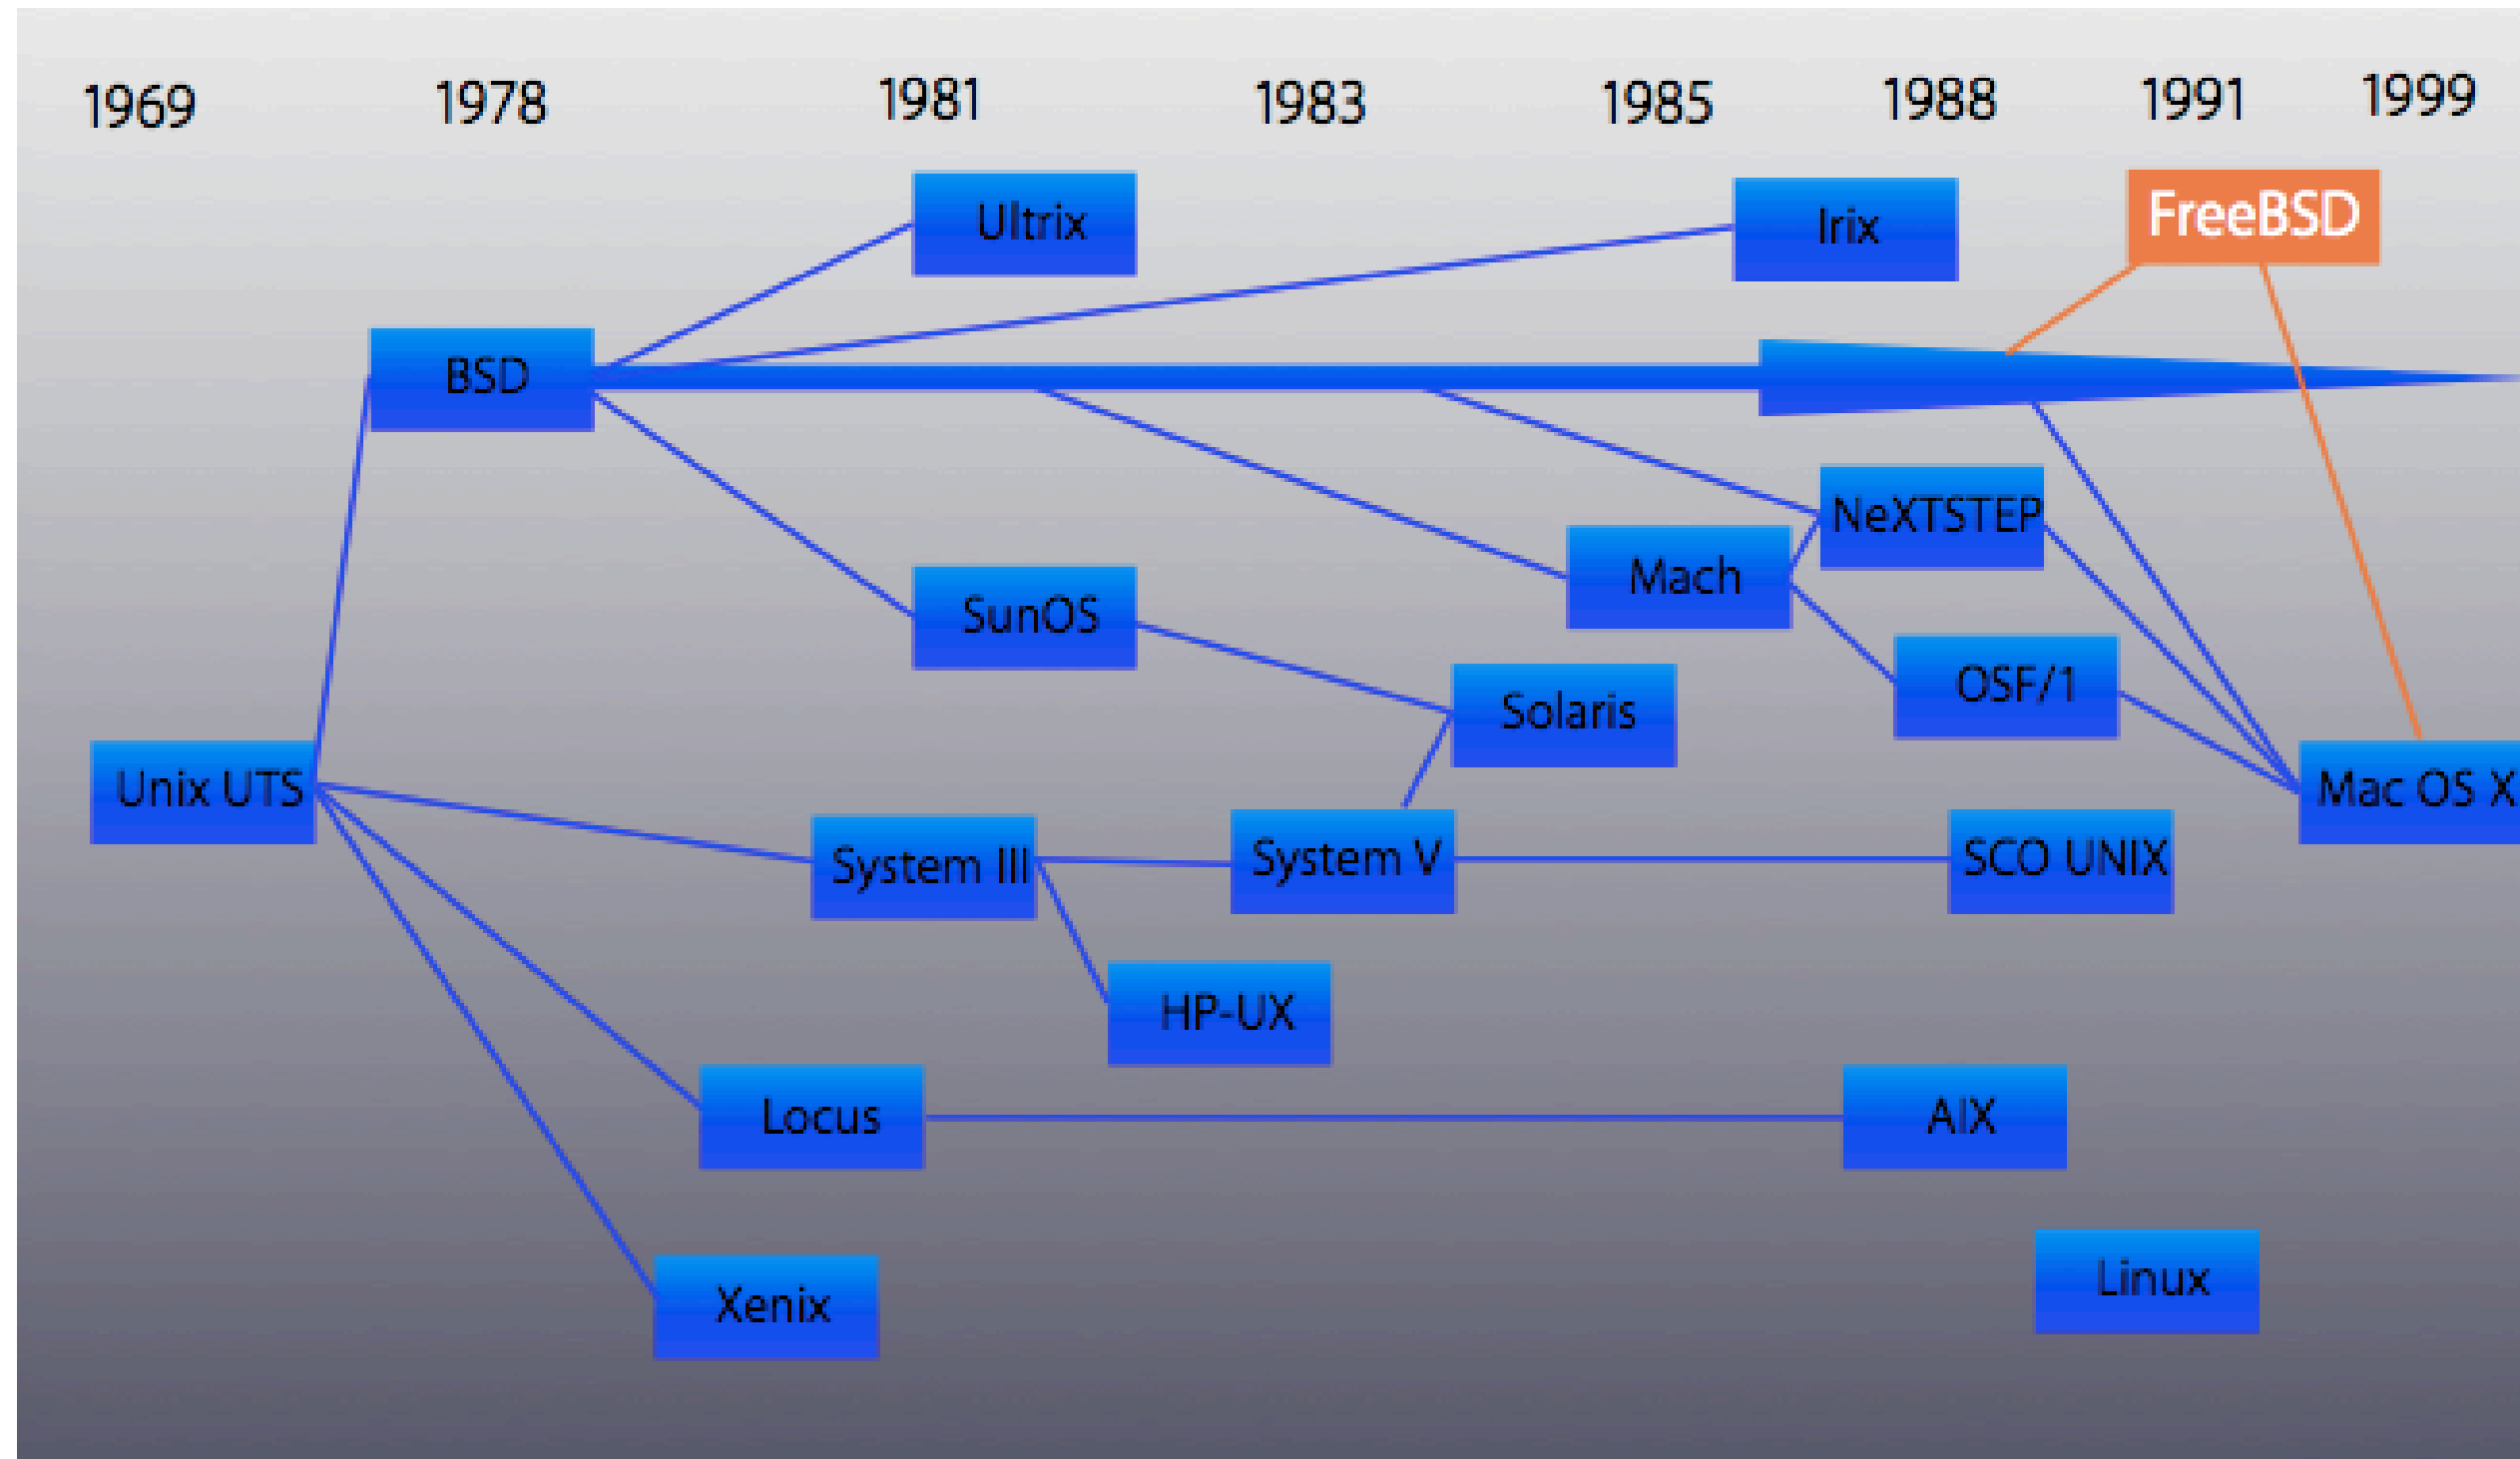 1969 1978 1981 1983 1985 1988 1991 1999
Ultrix
Irix
FreeBSD
BSD
NeXTSTEP
Mach
SunOS
OSF/1
Solaris
Unix UTS
Mac OS X
System III
System V
SCO UNIX
HP-UX
Locus
AIX
Linux
Xenix